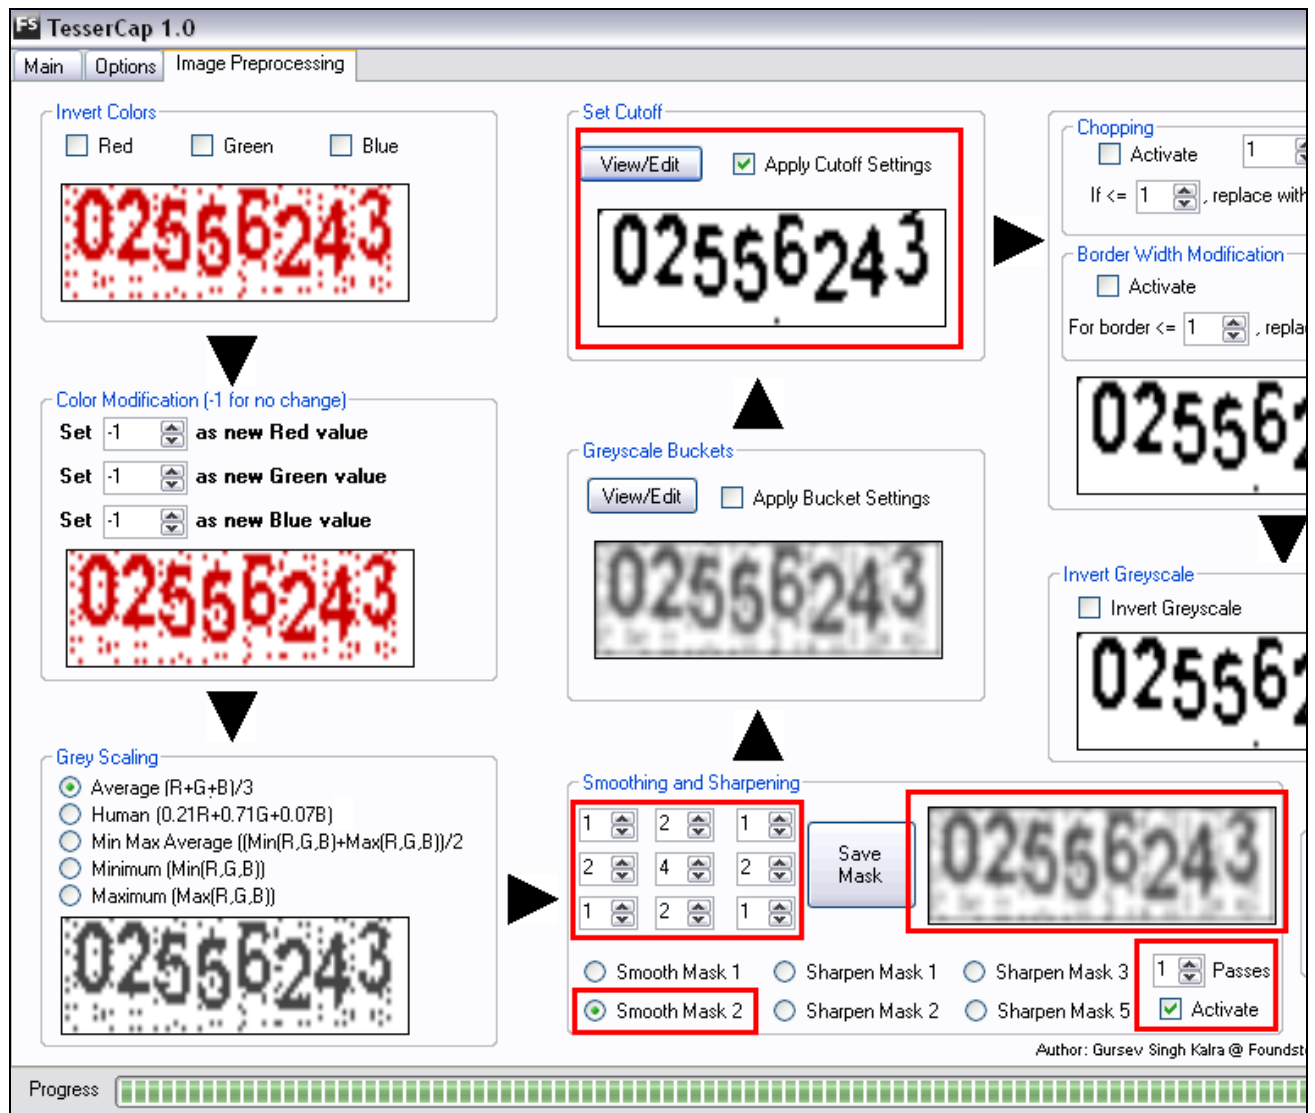 FS TesserCap 1.0
Main Options Image Preprocessing
Invert Colors
Red Green Blue
02556243
Color Modification (-1 for no change)
Set -1 as new Red value
Set -1 as new Green value
Set -1 as new Blue value
02556243
Grey Scaling
Average (R+G+B)/3
Human (0.21R+0.71G+0.07B)
Min Max Average ((Min(R,G,B)+Max(R,G,B))/2
Minimum (Min(R,G,B))
Maximum (Max(R,G,B))
02556243
Set Cutoff
View/Edit Apply Cutoff Settings
02556243
Greyscale Buckets
View/Edit Apply Bucket Settings
02556243
Smoothing and Sharpening
1 2 1
2 4 2
1 2 1
Save
Mask
02556243
Smooth Mask 1 Sharpen Mask 1 Sharpen Mask 3 1 Passes
Smooth Mask 2 Sharpen Mask 2 Sharpen Mask 5 Activate
Chopping
Activate 1
If <= 1 , replace with
Border Width Modification
Activate
For border <= 1 , repla
02556
Invert Greyscale
Invert Greyscale
02556
Author: Gursev Singh Kalra @ Foundst
Progress